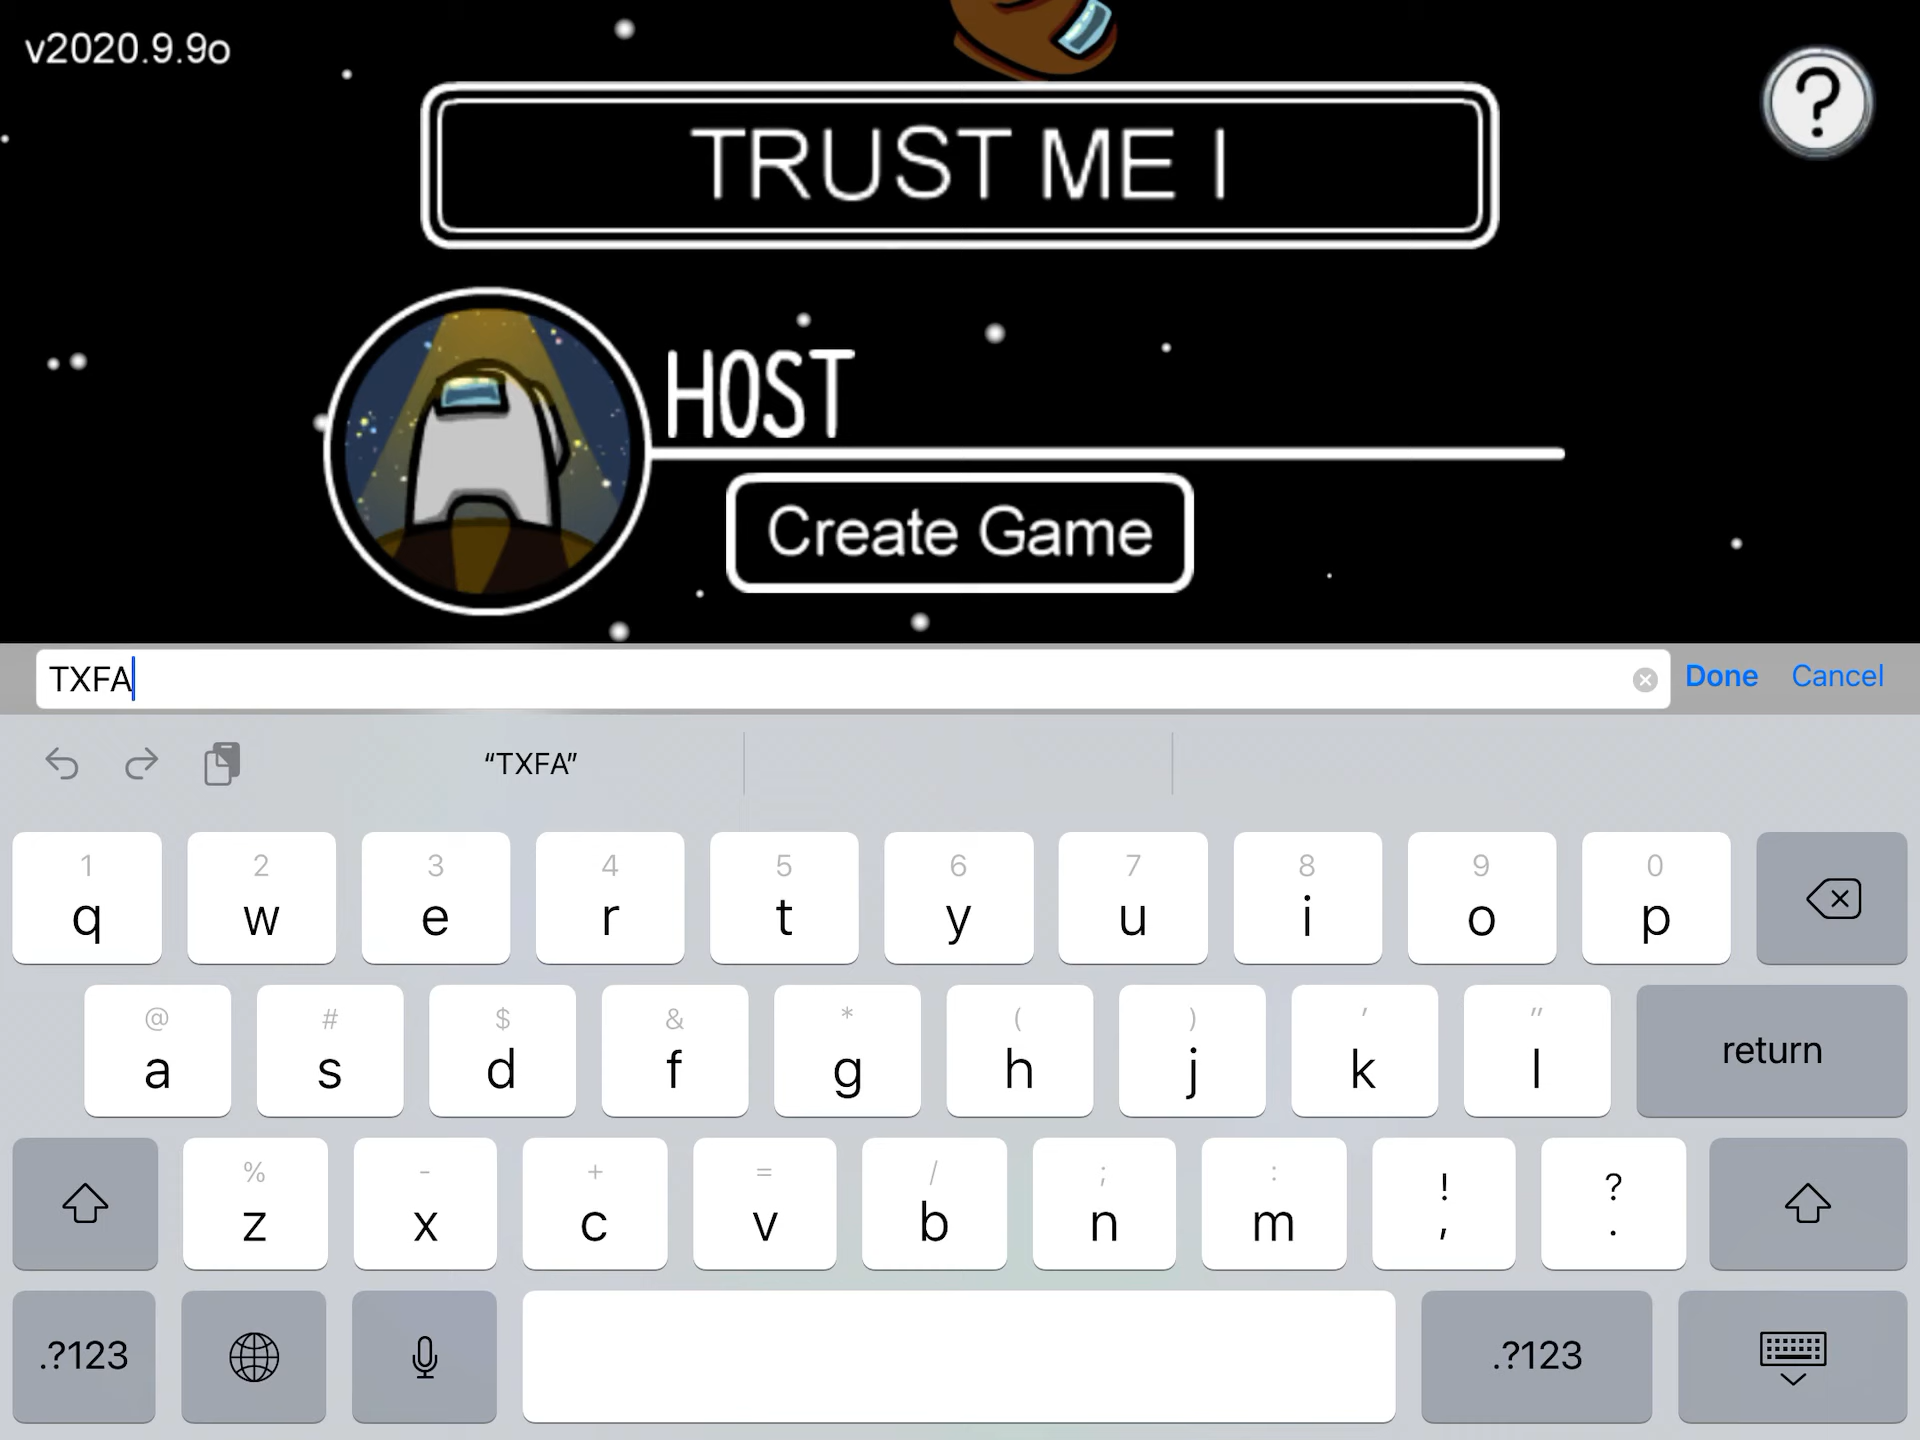 v2020.9.9o
?
TRUST ME I
HOST
Create Game
TXFA
Done Cancel
“TXFA”
1 2 3 4 5 6 7 8 9 0
q w e r t y u i o p
@ # $ & * ( ) ' "
a s d f g h j k l return
% - + = / ; : ! ?
z x c v b n m , .
.?123 .?123